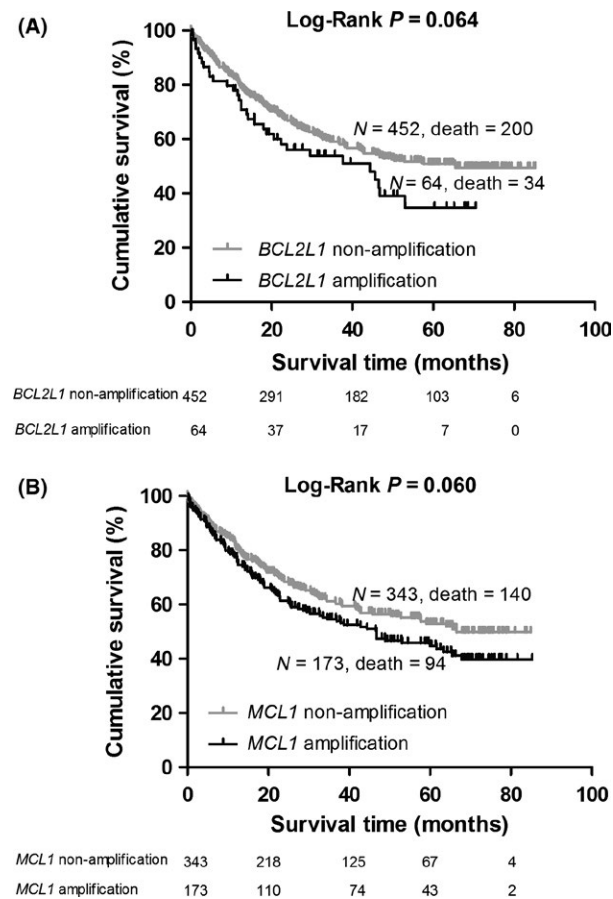 (A)
Log-Rank P = 0.064
Cumulative survival (%)
100
80
60
40
20
0
N = 452, death = 200
N = 64, death = 34
BCL2L1 non-amplification
BCL2L1 amplification
0 20 40 60 80 100
Survival time (months)
BCL2L1 non-amplification 452 291 182 103 6
BCL2L1 amplification 64 37 17 7 0
(B)
Log-Rank P = 0.060
Cumulative survival (%)
100
80
60
40
20
0
N = 343, death = 140
N = 173, death = 94
MCL1 non-amplification
MCL1 amplification
0 20 40 60 80 100
Survival time (months)
MCL1 non-amplification 343 218 125 67 4
MCL1 amplification 173 110 74 43 2